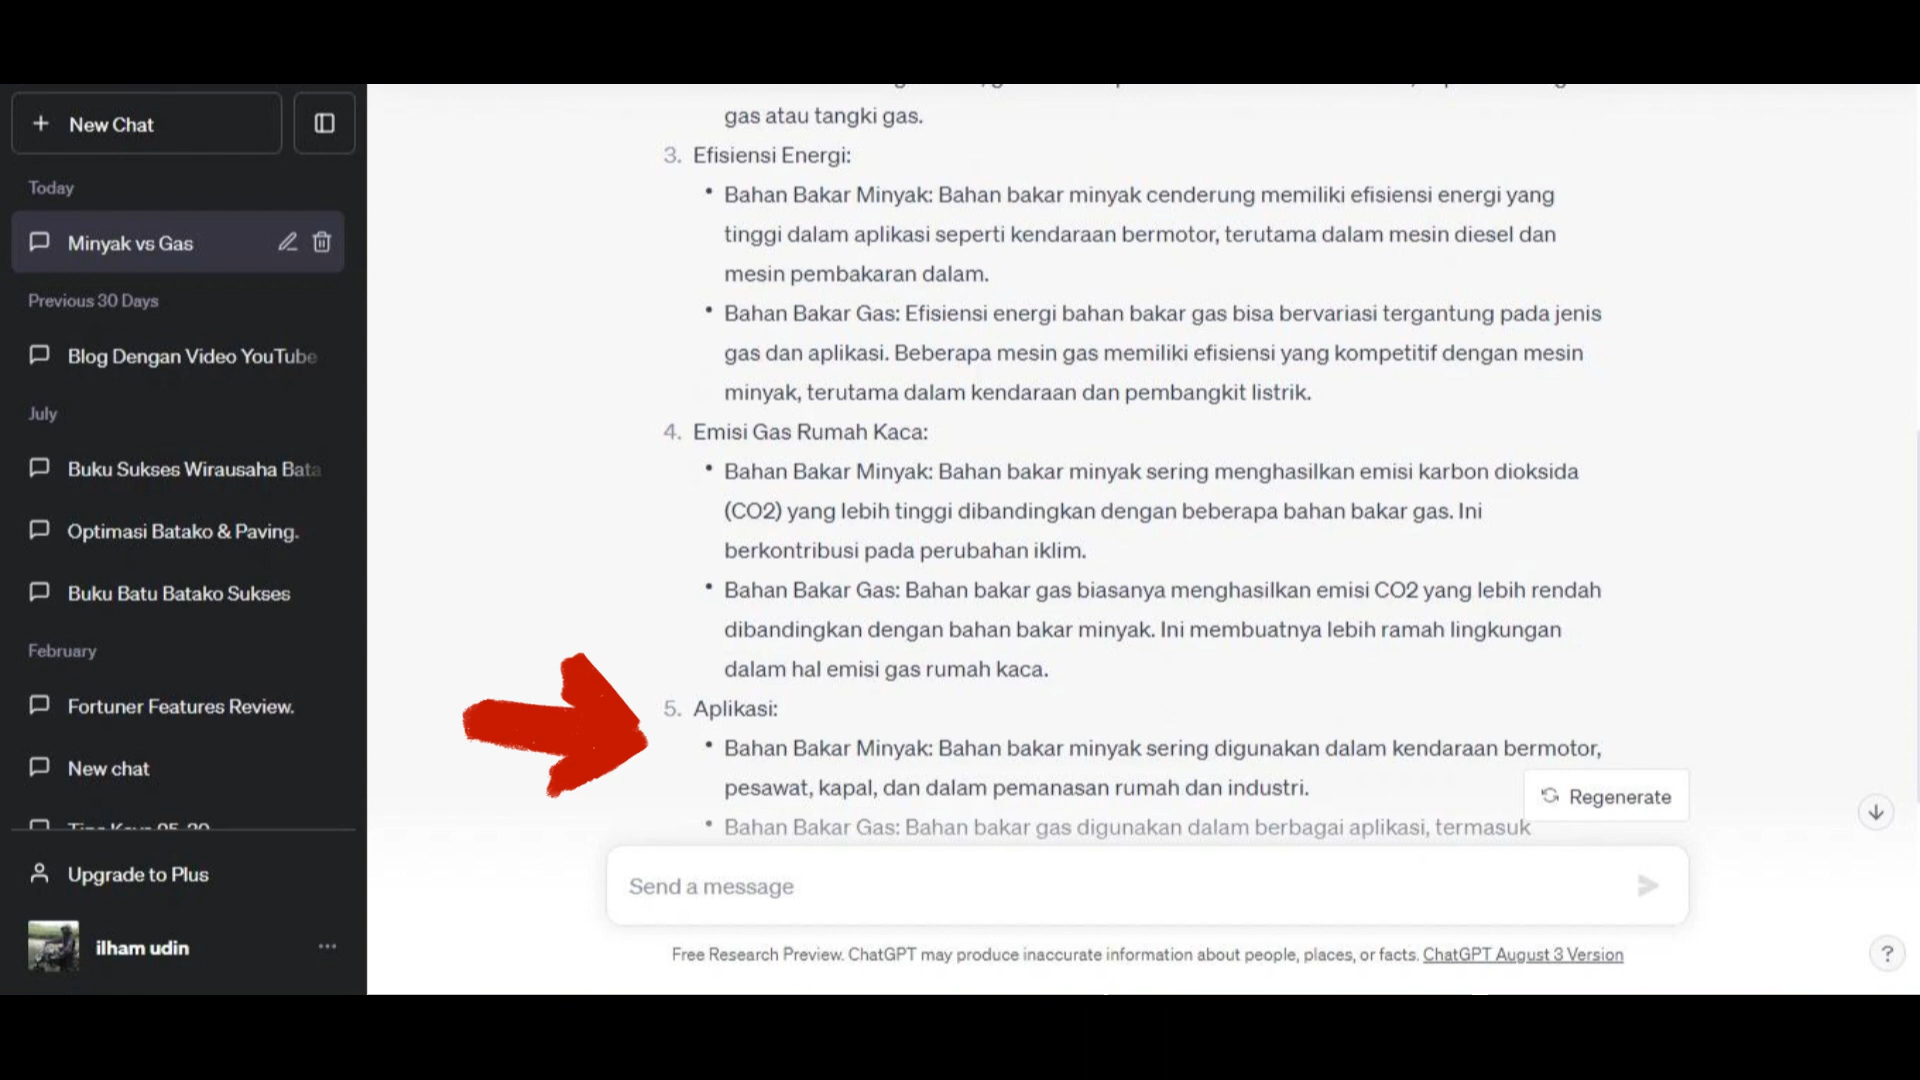 New Chat
Today
Minyak vs Gas
Previous 30 Days
Blog Dengan Video YouTube
July
Buku Sukses Wirausaha Bata
Optimasi Batako & Paving.
Buku Batu Batako Sukses
February
Fortuner Features Review.
New chat
Upgrade to Plus
ilham udin
gas atau tangki gas.
3. Efisiensi Energi:
• Bahan Bakar Minyak: Bahan bakar minyak cenderung memiliki efisiensi energi yang
tinggi dalam aplikasi seperti kendaraan bermotor, terutama dalam mesin diesel dan
mesin pembakaran dalam.
• Bahan Bakar Gas: Efisiensi energi bahan bakar gas bisa bervariasi tergantung pada jenis
gas dan aplikasi. Beberapa mesin gas memiliki efisiensi yang kompetitif dengan mesin
minyak, terutama dalam kendaraan dan pembangkit listrik.
4. Emisi Gas Rumah Kaca:
• Bahan Bakar Minyak: Bahan bakar minyak sering menghasilkan emisi karbon dioksida
(CO2) yang lebih tinggi dibandingkan dengan beberapa bahan bakar gas. Ini
berkontribusi pada perubahan iklim.
• Bahan Bakar Gas: Bahan bakar gas biasanya menghasilkan emisi CO2 yang lebih rendah
dibandingkan dengan bahan bakar minyak. Ini membuatnya lebih ramah lingkungan
dalam hal emisi gas rumah kaca.
5. Aplikasi:
• Bahan Bakar Minyak: Bahan bakar minyak sering digunakan dalam kendaraan bermotor,
pesawat, kapal, dan dalam pemanasan rumah dan industri.
• Bahan Bakar Gas: Bahan bakar gas digunakan dalam berbagai aplikasi, termasuk
Regenerate
Send a message
Free Research Preview. ChatGPT may produce inaccurate information about people, places, or facts. ChatGPT August 3 Version
?